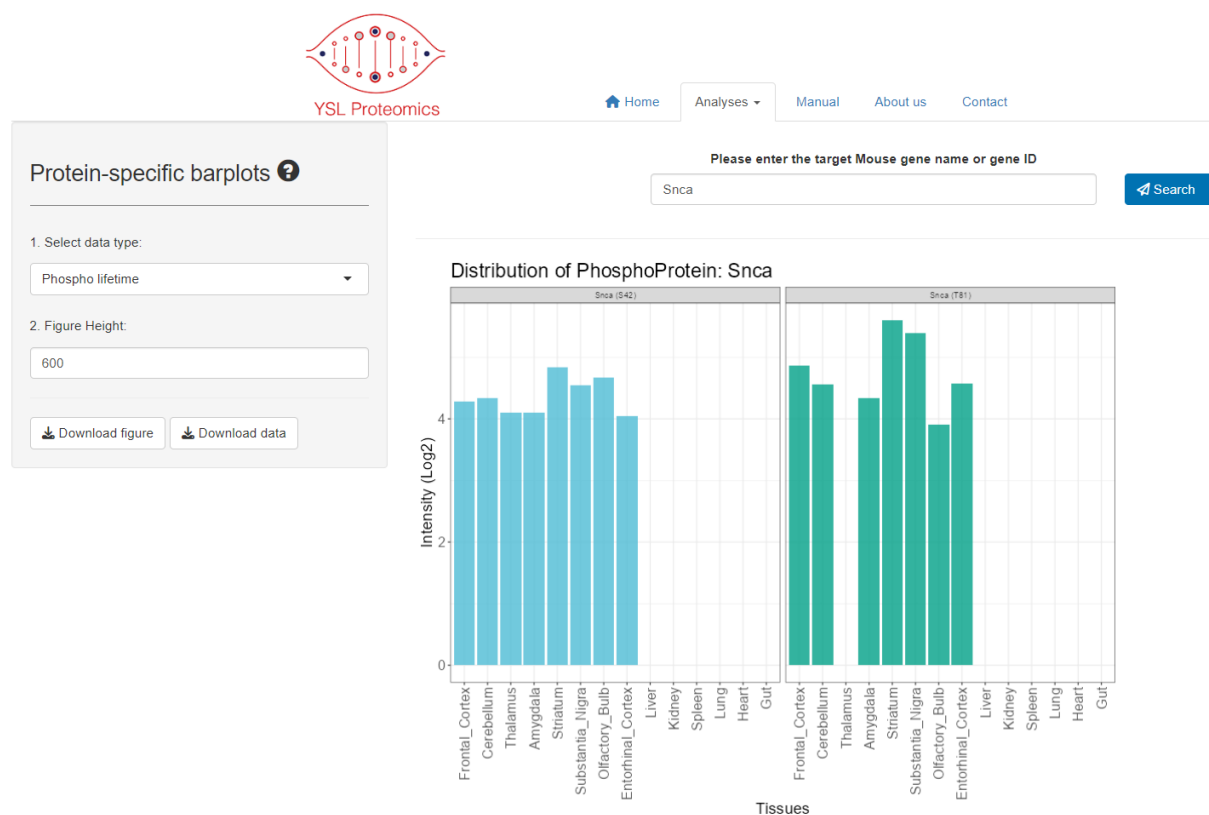 YSL Proteomics
Home Analyses Manual About us Contact
Protein-specific barplots ?
1. Select data type:
Phospho lifetime
2. Figure Height:
600
Download figure Download data
Please enter the target Mouse gene name or gene ID
Snca Search
Distribution of PhosphoProtein: Snca
Snca (S42) Snca (T81)
Intensity (Log2)
4
2
0
Frontal_Cortex Cerebellum Thalamus Amygdala Striatum Substantia_Nigra Olfactory_Bulb Entorhinal_Cortex Liver Kidney Spleen Lung Heart Gut Frontal_Cortex Cerebellum Thalamus Amygdala Striatum Substantia_Nigra Olfactory_Bulb Entorhinal_Cortex Liver Kidney Spleen Lung Heart Gut
Tissues